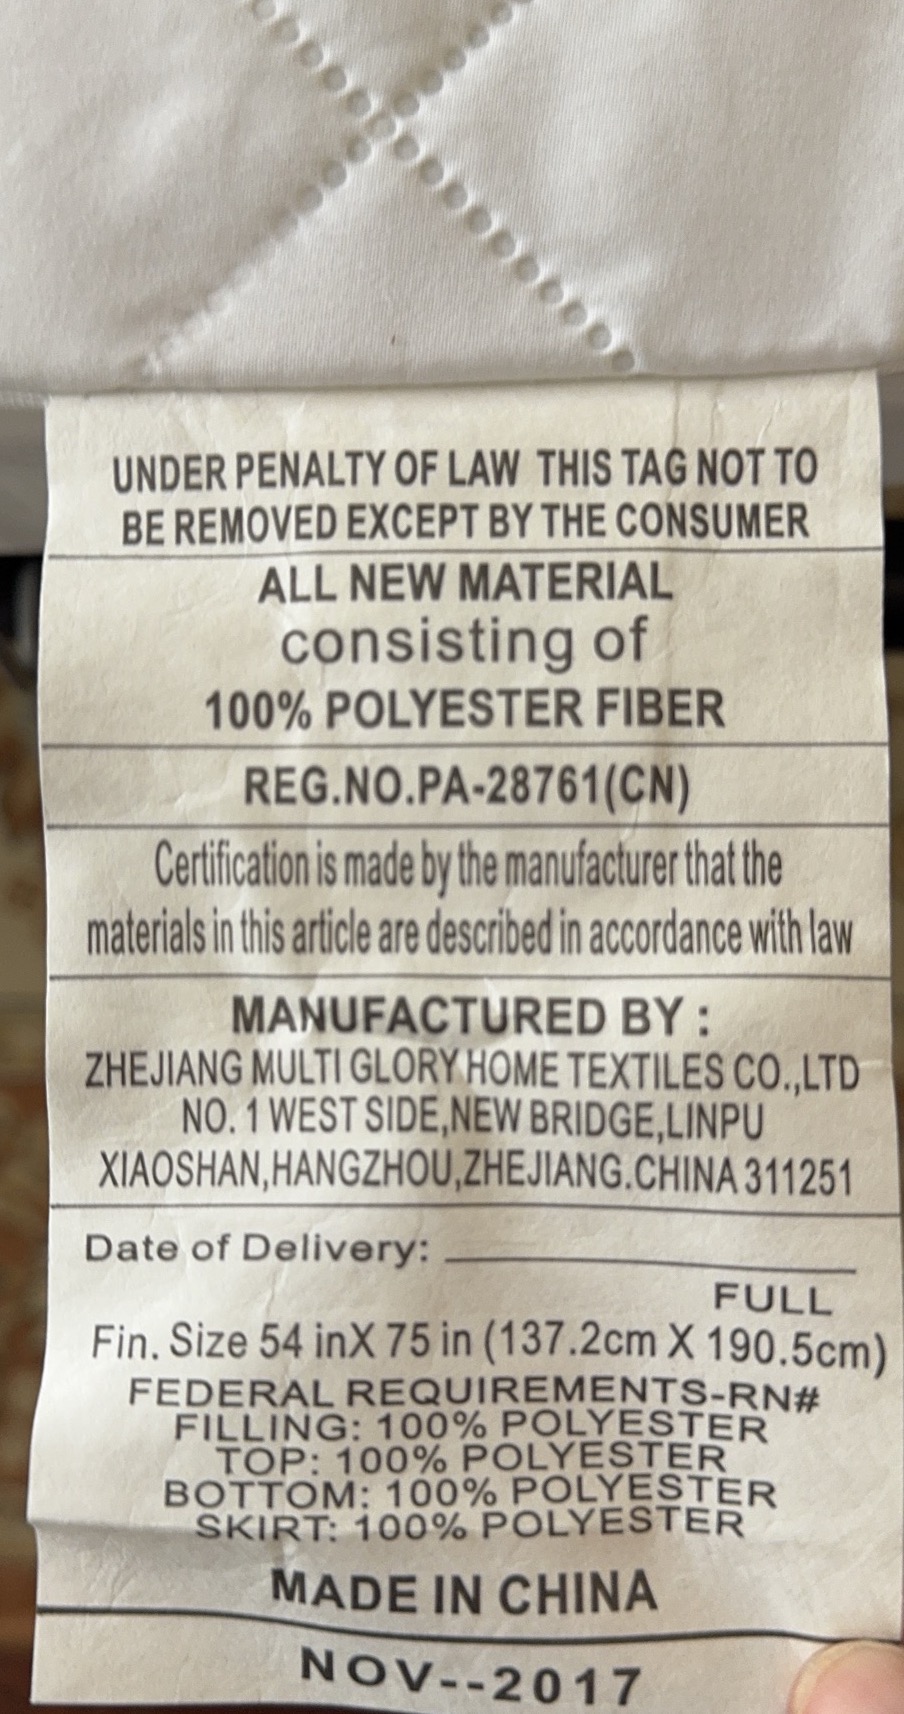 UNDER PENALTY OF LAW THIS TAG NOT TO
BE REMOVED EXCEPT BY THE CONSUMER
ALL NEW MATERIAL
consisting of
100% POLYESTER FIBER
REG.NO.PA-28761(CN)
Certification is made by the manufacturer that the
materials in this article are described in accordance with law
MANUFACTURED BY :
ZHEJIANG MULTI GLORY HOME TEXTILES CO.,LTD
NO. 1 WEST SIDE,NEW BRIDGE,LINPU
XIAOSHAN,HANGZHOU,ZHEJIANG.CHINA 311251
Date of Delivery:
FULL
Fin. Size 54 inX 75 in (137.2cm X 190.5cm)
FEDERAL REQUIREMENTS-RN#
FILLING: 100% POLYESTER
TOP: 100% POLYESTER
BOTTOM: 100% POLYESTER
SKIRT: 100% POLYESTER
MADE IN CHINA
NOV--2017